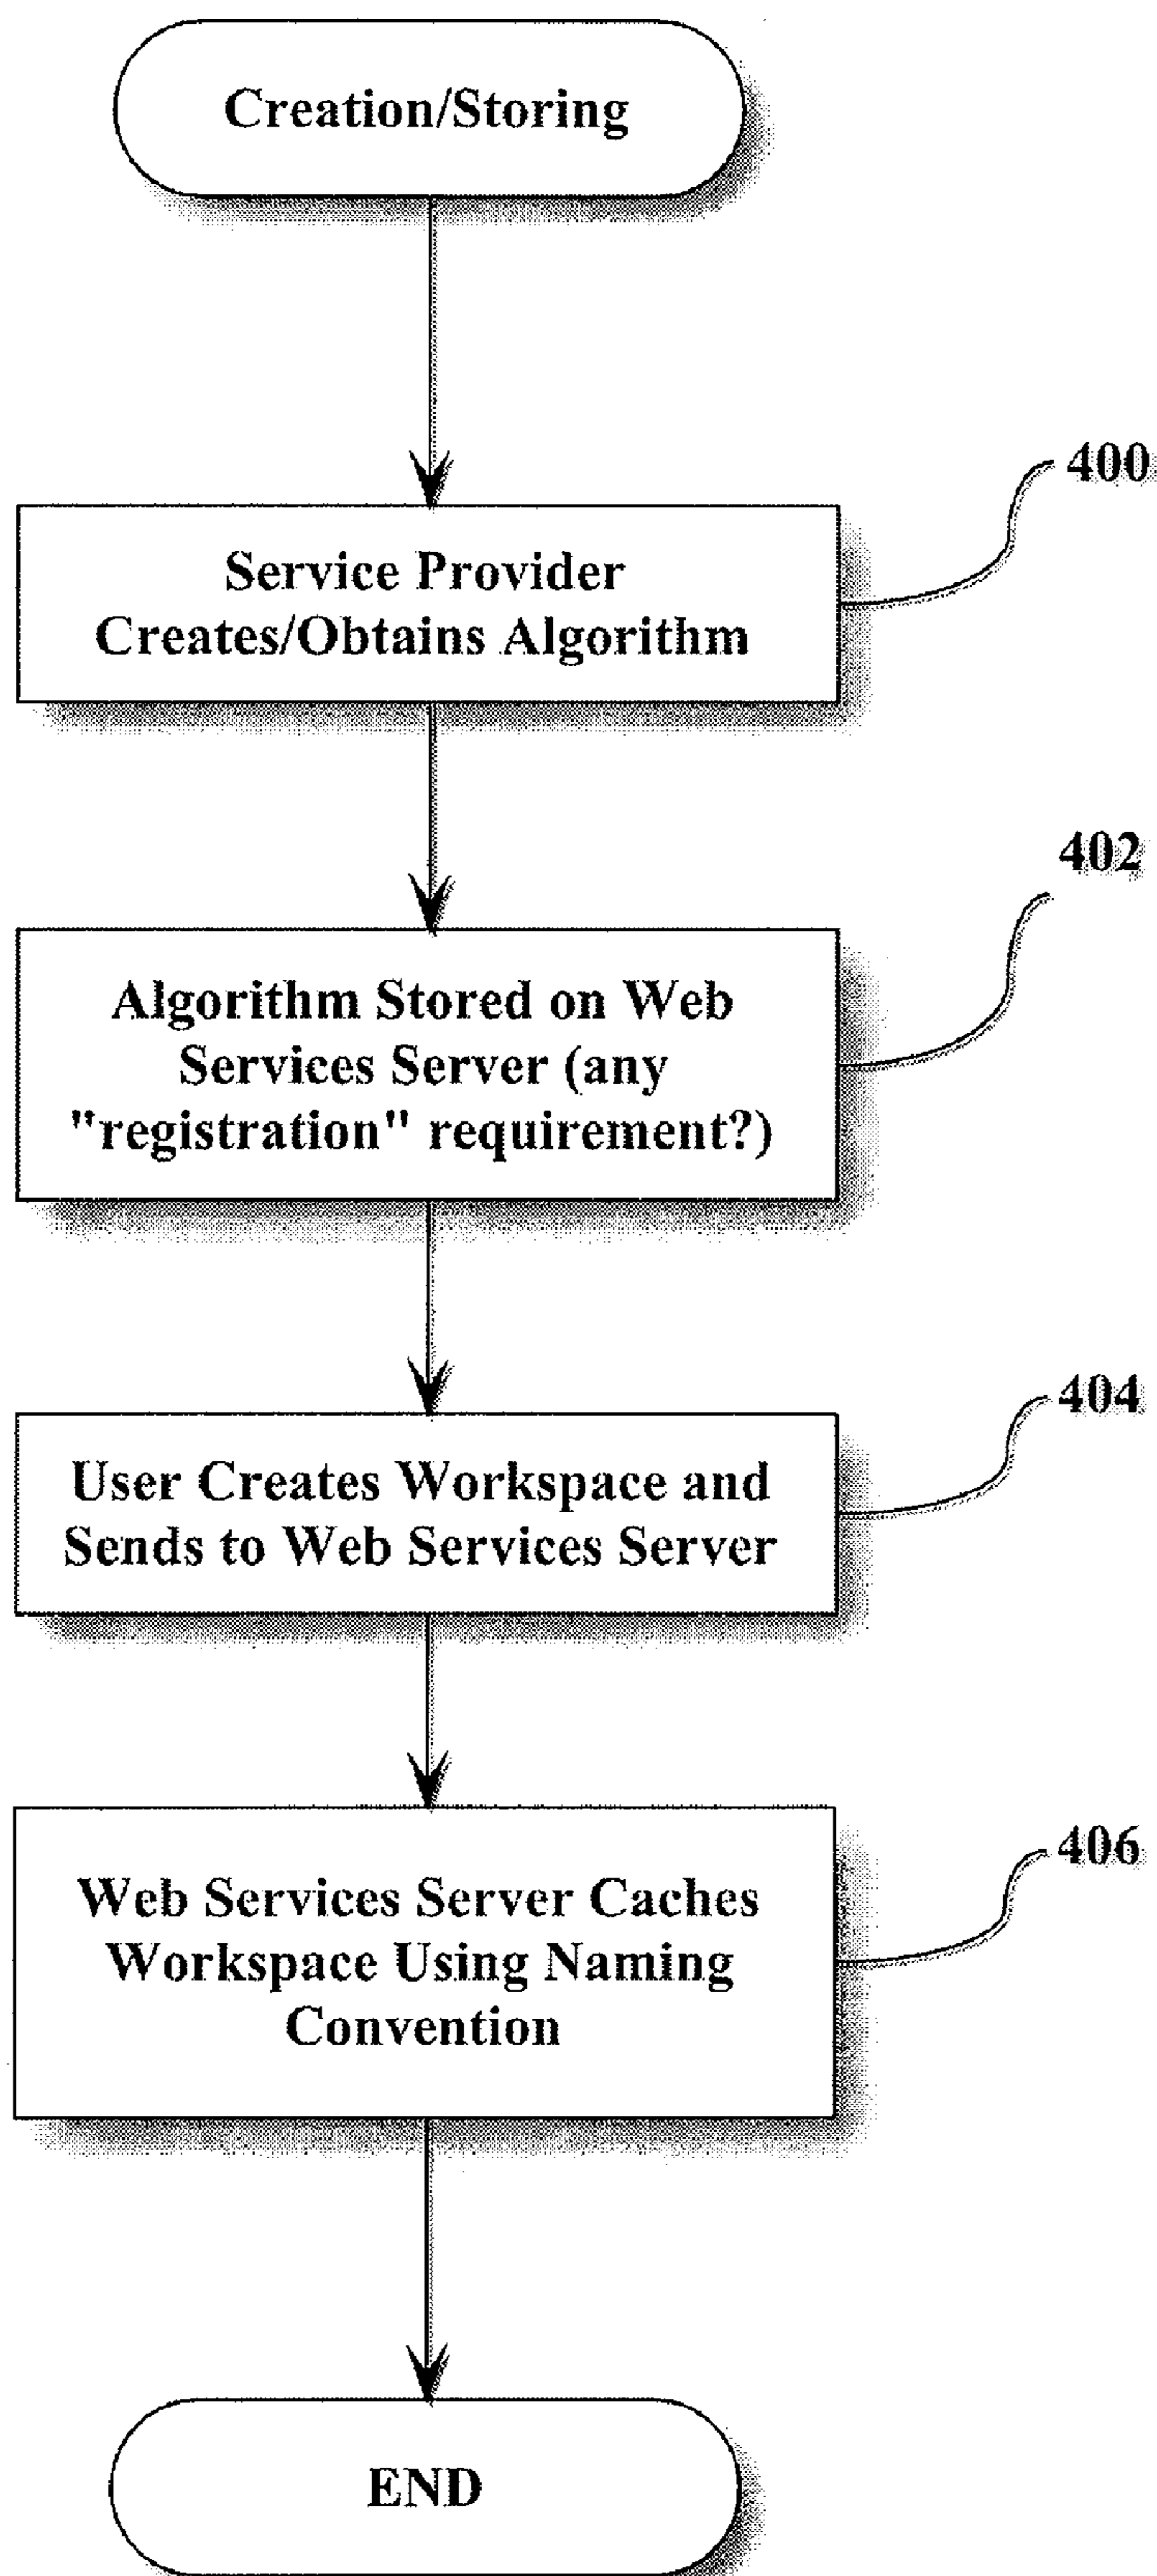 Creation/Storing
400
Service Provider
Creates/Obtains Algorithm
402
Algorithm Stored on Web
Services Server (any
"registration" requirement?)
404
User Creates Workspace and
Sends to Web Services Server
406
Web Services Server Caches
Workspace Using Naming
Convention
END